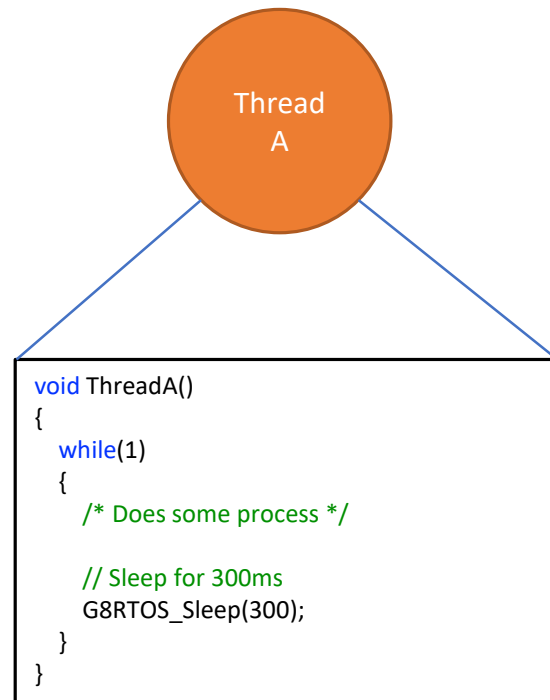 Thread
A
void ThreadA()
{
while(1)
{
/* Does some process */
// Sleep for 300ms
G8RTOS_Sleep(300);
}
}